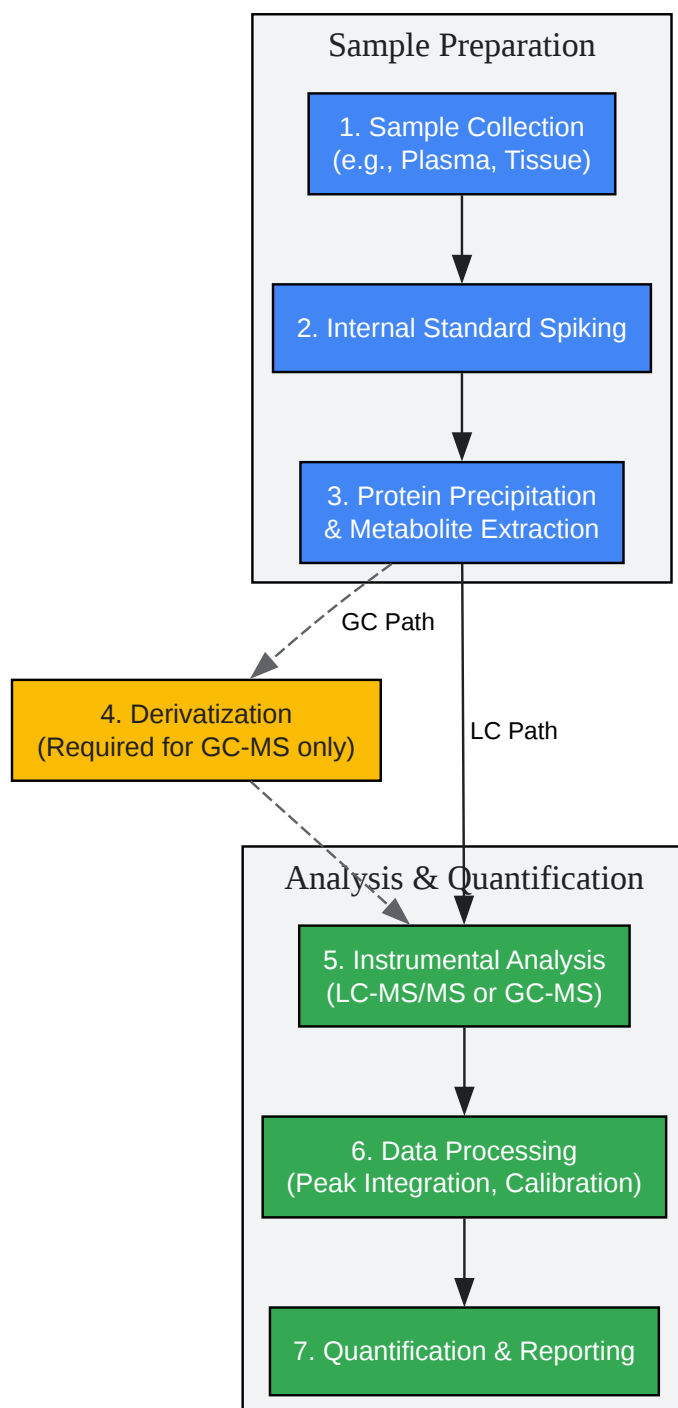 Sample Preparation
1. Sample Collection
(e.g., Plasma, Tissue)
2. Internal Standard Spiking
3. Protein Precipitation
& Metabolite Extraction
GC Path
4. Derivatization
(Required for GC-MS only)
LC Path
Analysis & Quantification
5. Instrumental Analysis
(LC-MS/MS or GC-MS)
6. Data Processing
(Peak Integration, Calibration)
7. Quantification & Reporting